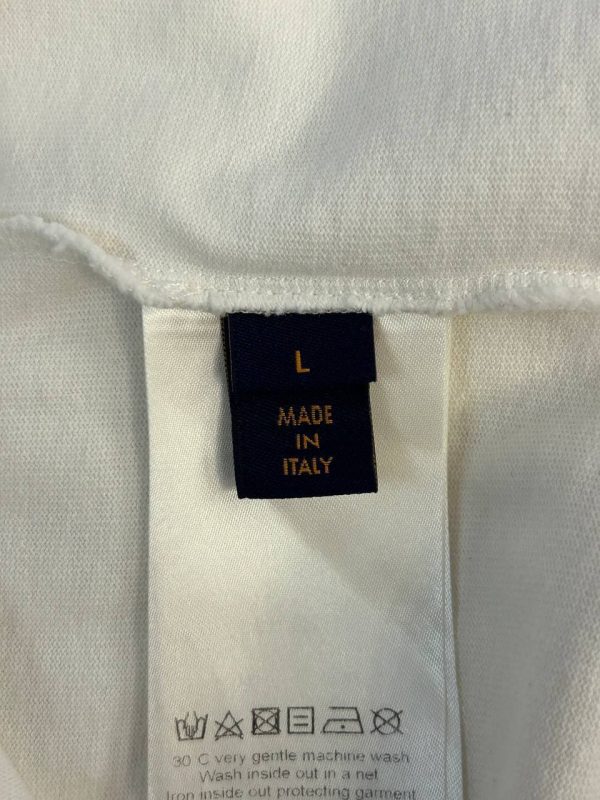 L
MADE
IN
ITALY
30 C very gentle machine wash
Wash inside out in a net
Iron inside out protecting garment